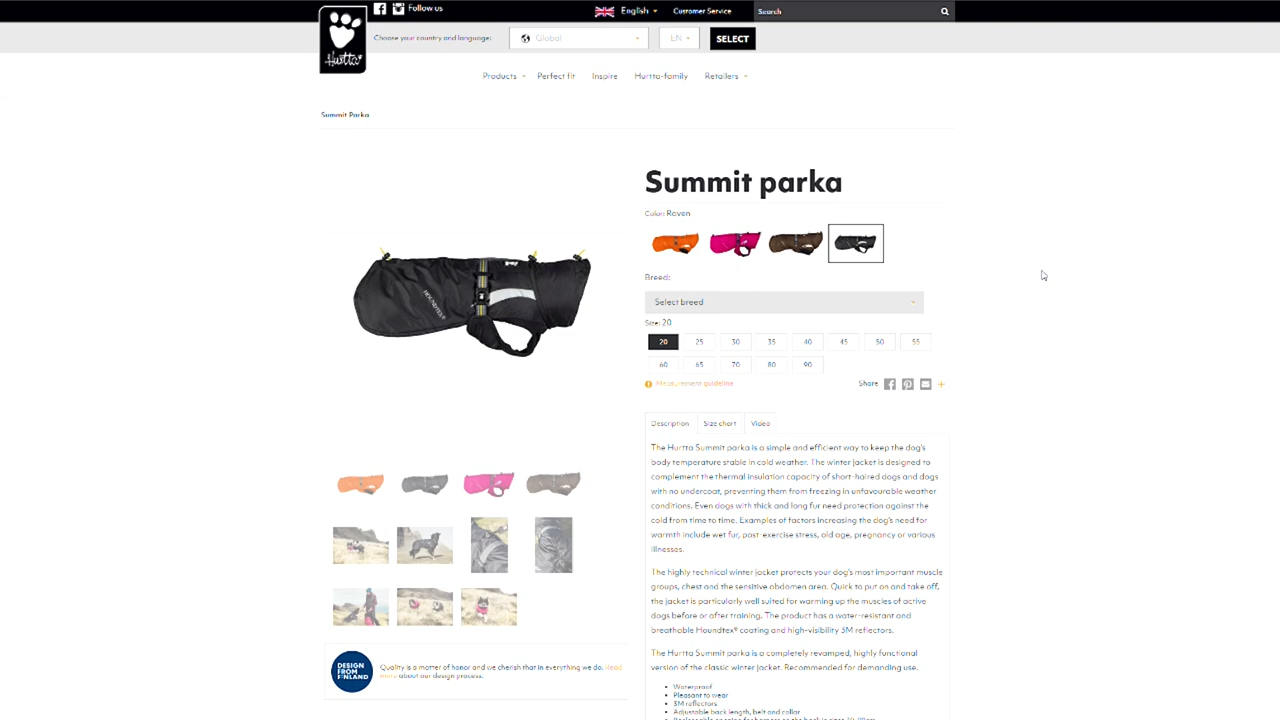 Follow us
English
Customer Service
Search
Hurtta
Choose your country and language:
Global
EN
SELECT
Products
Perfect fit
Inspire
Hurtta-family
Retailers
Summit Parka
Summit parka
Color: Raven
Breed:
Select breed
Size: 20
20 25 30 35 40 45 50 55
60 65 70 80 90
Measurement guideline
Share
Description
Size chart
Video
The Hurtta Summit parka is a simple and efficient way to keep the dog's
body temperature stable in cold weather. The winter jacket is designed to
complement the thermal insulation capacity of short-haired dogs and dogs
with no undercoat, preventing them from freezing in unfavourable weather
conditions. Even dogs with thick and long fur need protection against the
cold from time to time. Examples of factors increasing the dog's need for
warmth include wet fur, post-exercise stress, old age, pregnancy or various
illnesses.
The highly technical winter jacket protects your dog's most important muscle
groups, chest and the sensitive abdomen area. Quick to put on and take off,
the jacket is particularly well suited for warming up the muscles of active
dogs before or after training. The product has a water-resistant and
breathable Houndtex® coating and high-visibility 3M reflectors.
The Hurtta Summit parka is a completely revamped, highly functional
version of the classic winter jacket. Recommended for demanding use.
Waterproof
Pleasant to wear
3M reflectors
Adjustable back length, belt and collar
HOUNDTEX
DESIGN
FROM
FINLAND
Quality is a matter of honor and we cherish that in everything we do. Read
more about our design process.